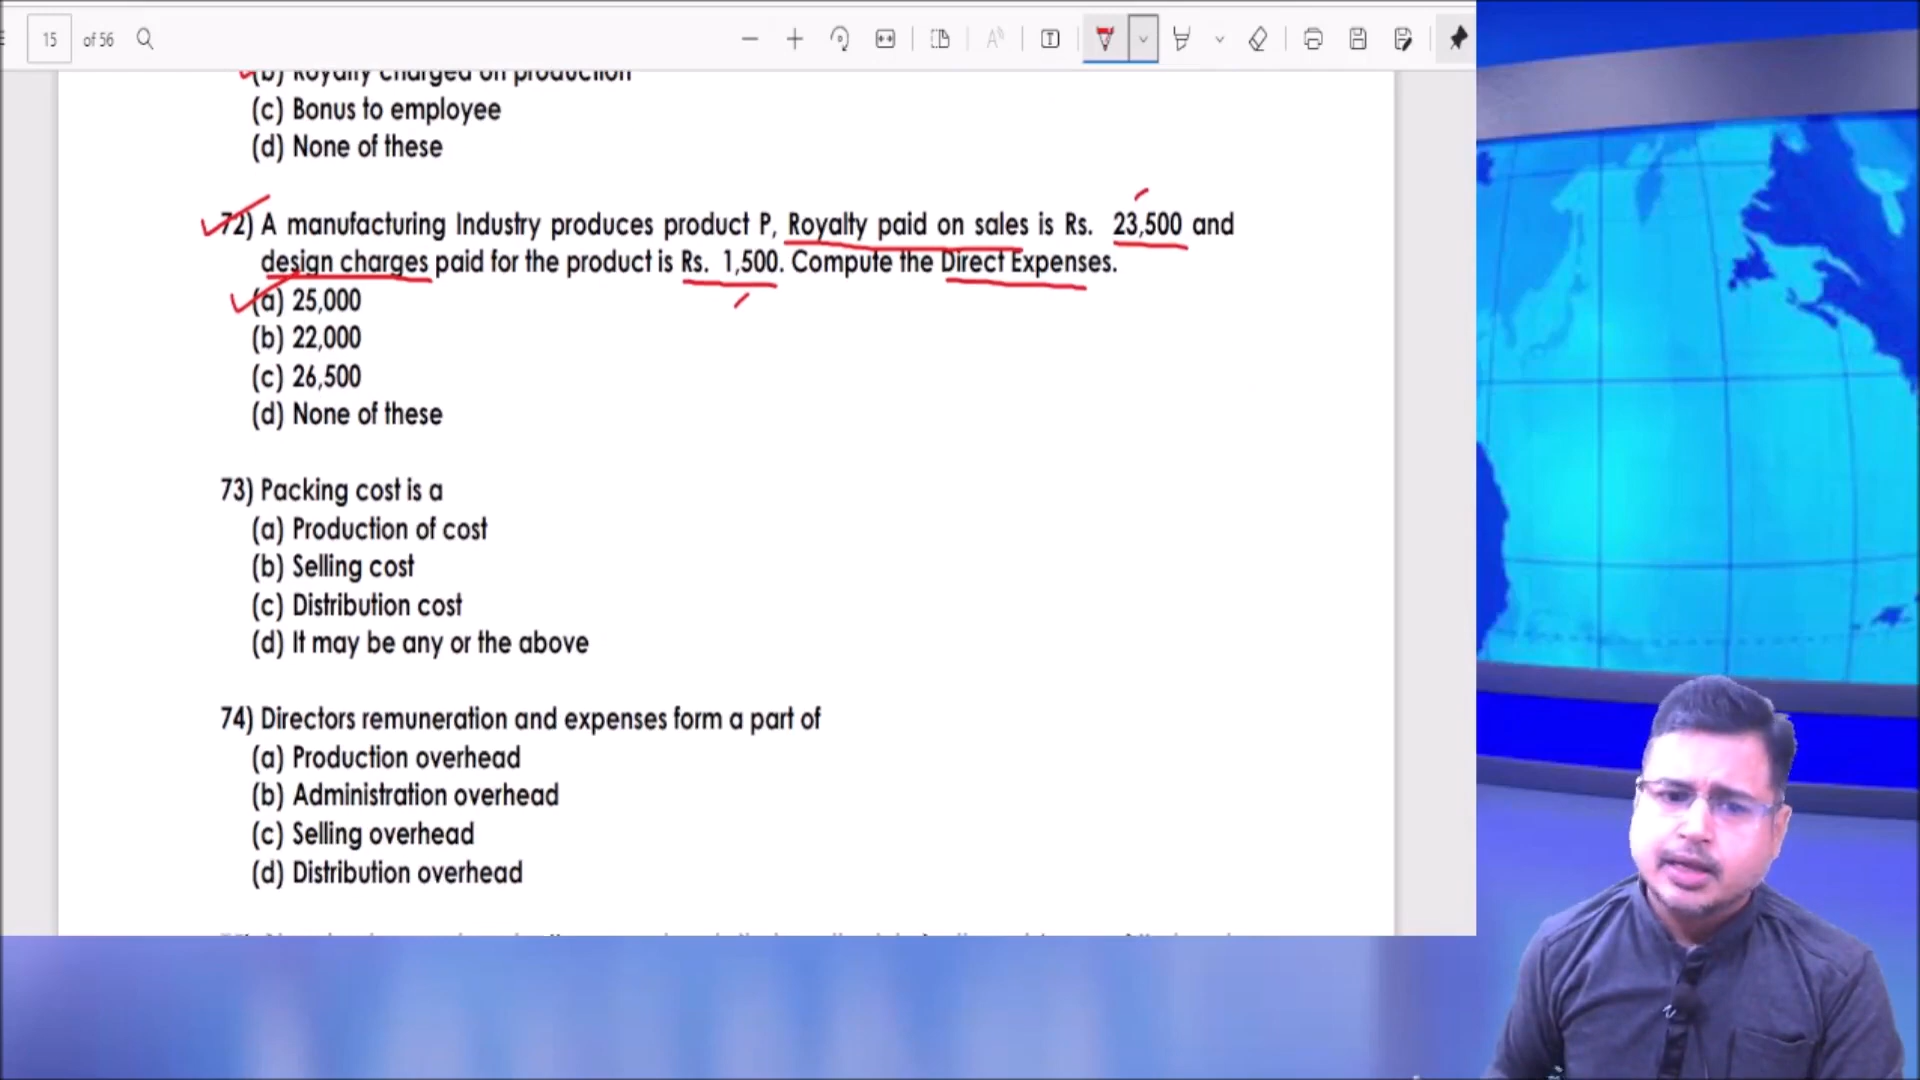 15 of 56
(b) Royalty charged on production
(c) Bonus to employee
(d) None of these
72) A manufacturing Industry produces product P, Royalty paid on sales is Rs. 23,500 and
design charges paid for the product is Rs. 1,500. Compute the Direct Expenses.
(a) 25,000
(b) 22,000
(c) 26,500
(d) None of these
73) Packing cost is a
(a) Production of cost
(b) Selling cost
(c) Distribution cost
(d) It may be any or the above
74) Directors remuneration and expenses form a part of
(a) Production overhead
(b) Administration overhead
(c) Selling overhead
(d) Distribution overhead